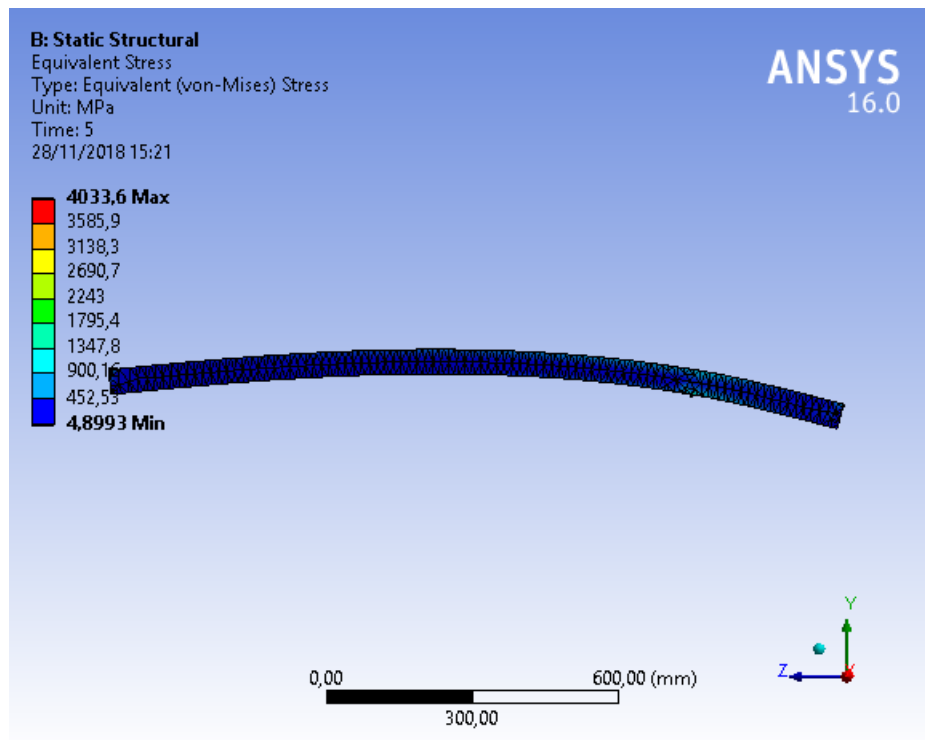 B: Static Structural
Equivalent Stress
Type: Equivalent (von-Mises) Stress
Unit: MPa
Time: 5
28/11/2018 15:21
ANSYS
16.0
4033,6 Max
3585,9
3138,3
2690,7
2243
1795,4
1347,8
900,16
452,53
4,8993 Min
Y
Z
0,00
600,00 (mm)
300,00